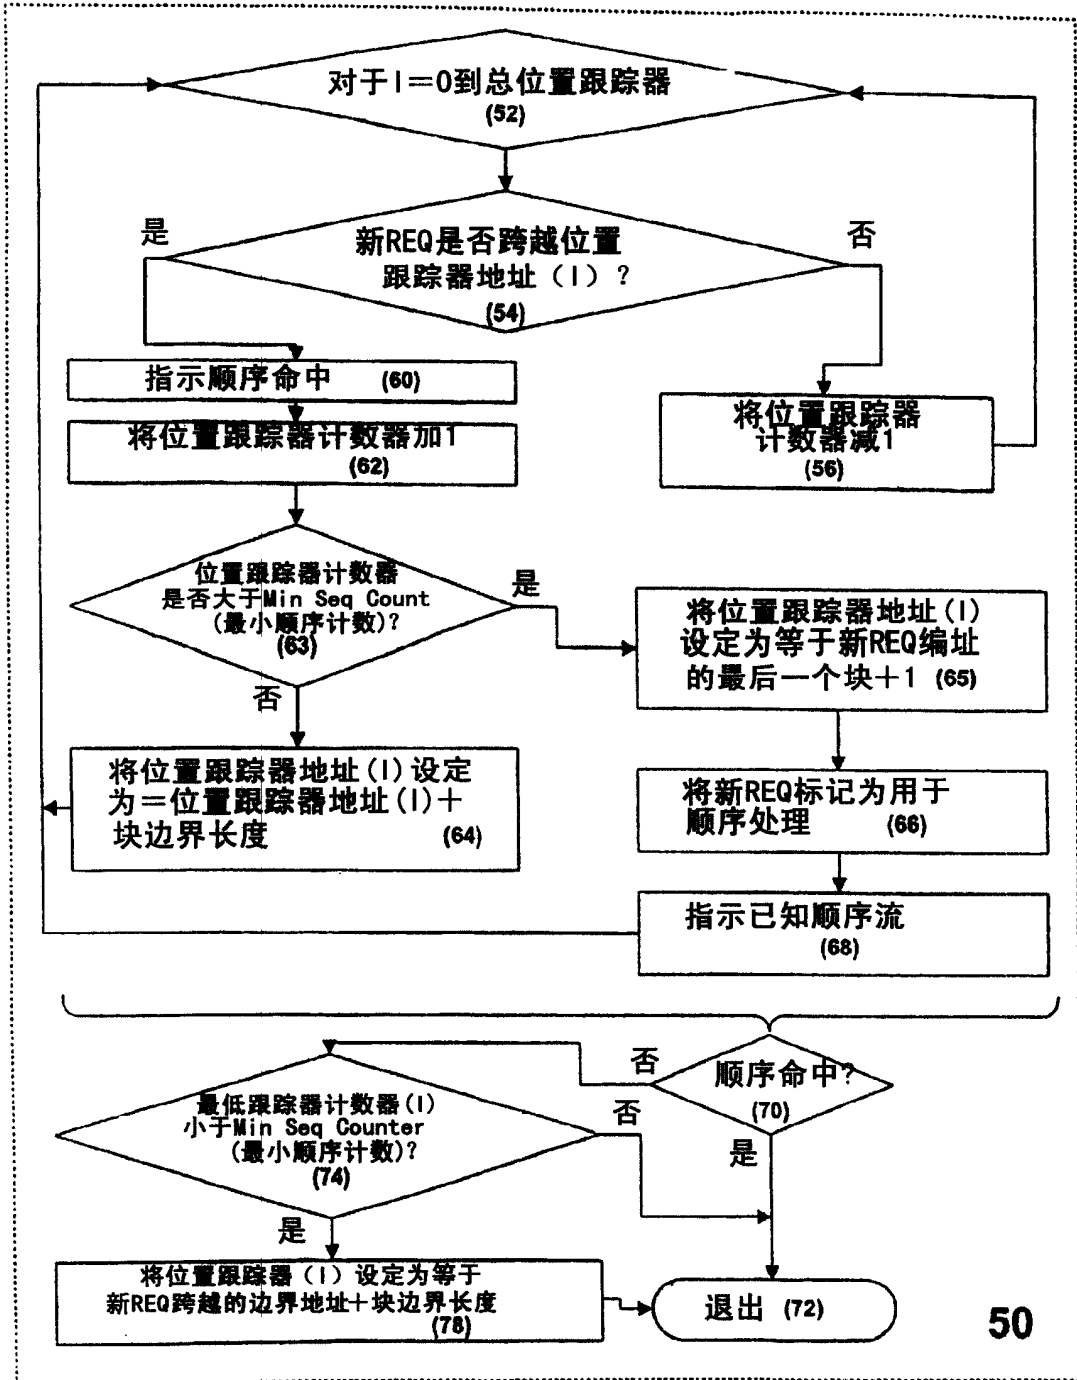 对于I=0到总位置跟踪器
(52)
是
新REQ是否跨越位置
跟踪器地址(I)?
(54)
否
指示顺序命中 (60)
将位置跟踪器计数器加1
(62)
将位置跟踪器
计数器减1
(56)
位置跟踪器计数器
是否大于Min Seq Count
(最小顺序计数)?
(63)
是
否
将位置跟踪器地址(I)
设定为等于新REQ编址
的最后一个块+1 (65)
将位置跟踪器地址(I)设定
为=位置跟踪器地址(I)+
块边界长度 (64)
将新REQ标记为用于
顺序处理 (66)
指示已知顺序流
(68)
否
顺序命中?
(70)
是
最低跟踪器计数器(I)
小于Min Seq Counter
(最小顺序计数)?
(74)
否
是
将位置跟踪器(I)设定为等于
新REQ跨越的边界地址+块边界长度
(78)
退出 (72)
50